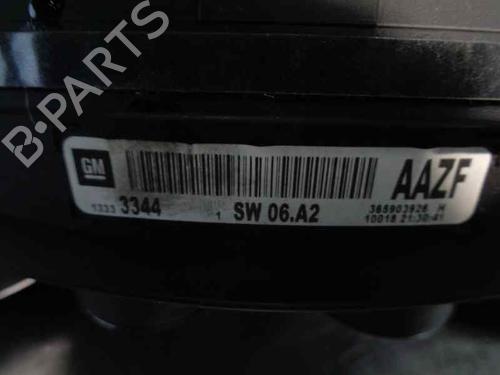 B-PARTS
GM
AAZF
1333 3344 1 SW 06.A2
365903926 H
10018 21:30:41